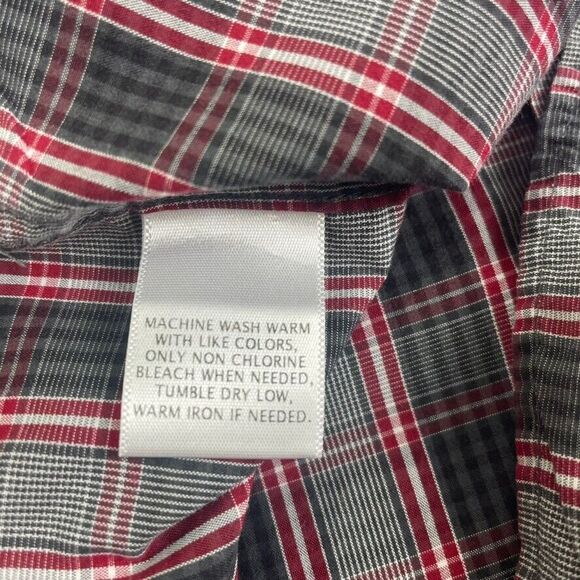 MACHINE WASH WARM
WITH LIKE COLORS,
ONLY NON CHLORINE
BLEACH WHEN NEEDED,
TUMBLE DRY LOW,
WARM IRON IF NEEDED.